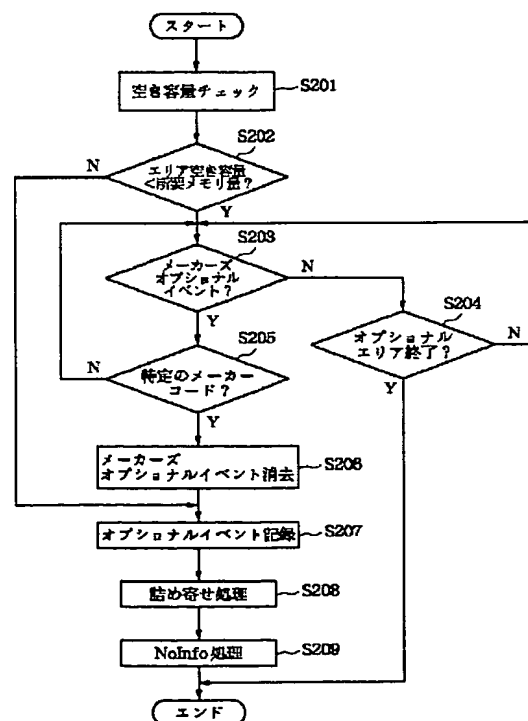 スタート
空き容量チェック
S201
S202
エリア空き容量
<所要メモリ量?
N
Y
S203
メーカーズ
オプショナル
イベント?
N
Y
S204
オプショナル
エリア終了?
N
Y
S205
特定のメーカー
コード?
N
Y
メーカーズ
オプショナルイベント消去
S206
オプショナルイベント記録
S207
詰め寄せ処理
S208
NoInfo処理
S209
エンド